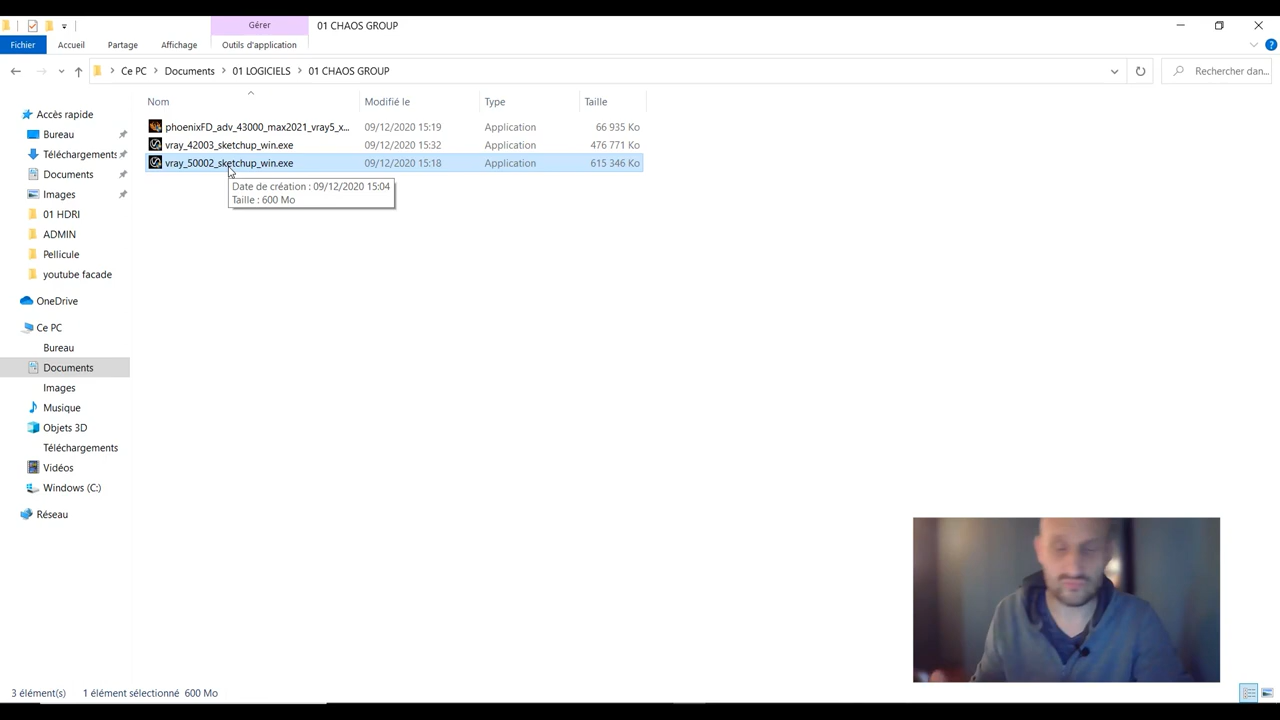 Gérer
01 CHAOS GROUP
Fichier
Accueil
Partage
Affichage
Outils d'application
Ce PC
Documents
01 LOGICIELS
01 CHAOS GROUP
Rechercher dan...
Nom
Modifié le
Type
Taille
phoenixFD_adv_43000_max2021_vray5_x... 09/12/2020 15:19 Application 66 935 Ko
vray_42003_sketchup_win.exe 09/12/2020 15:32 Application 476 771 Ko
vray_50002_sketchup_win.exe 09/12/2020 15:18 Application 615 346 Ko
Date de création : 09/12/2020 15:04
Taille : 600 Mo
Accès rapide
Bureau
Téléchargements
Documents
Images
01 HDRI
ADMIN
Pellicule
youtube facade
OneDrive
Ce PC
Bureau
Documents
Images
Musique
Objets 3D
Téléchargements
Vidéos
Windows (C:)
Réseau
3 élément(s)
1 élément sélectionné 600 Mo